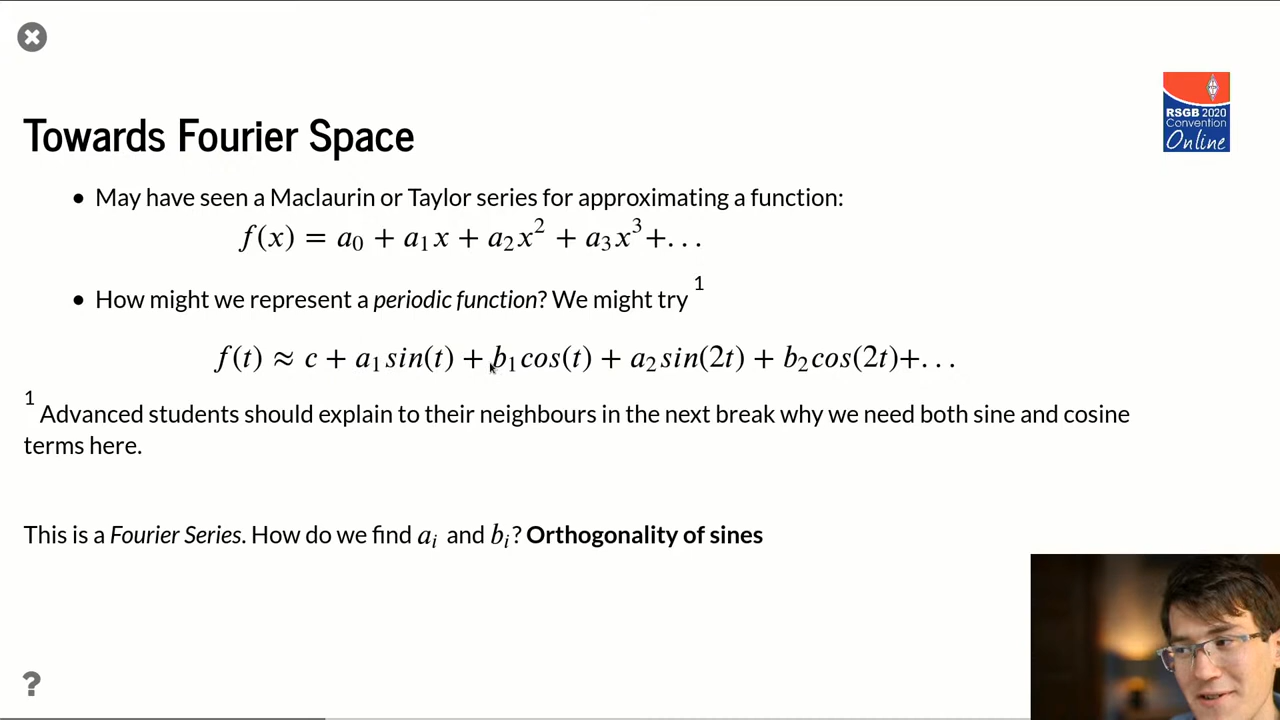 RSGB 2020
Convention
Online
Towards Fourier Space
• May have seen a Maclaurin or Taylor series for approximating a function:
f(x) = a₀ + a₁x + a₂x² + a₃x³+. . .
• How might we represent a periodic function? We might try ¹
f(t) ≈ c + a₁sin(t) + b₁cos(t) + a₂sin(2t) + b₂cos(2t)+. . .
¹ Advanced students should explain to their neighbours in the next break why we need both sine and cosine
terms here.
This is a Fourier Series. How do we find aᵢ and bᵢ? Orthogonality of sines
?